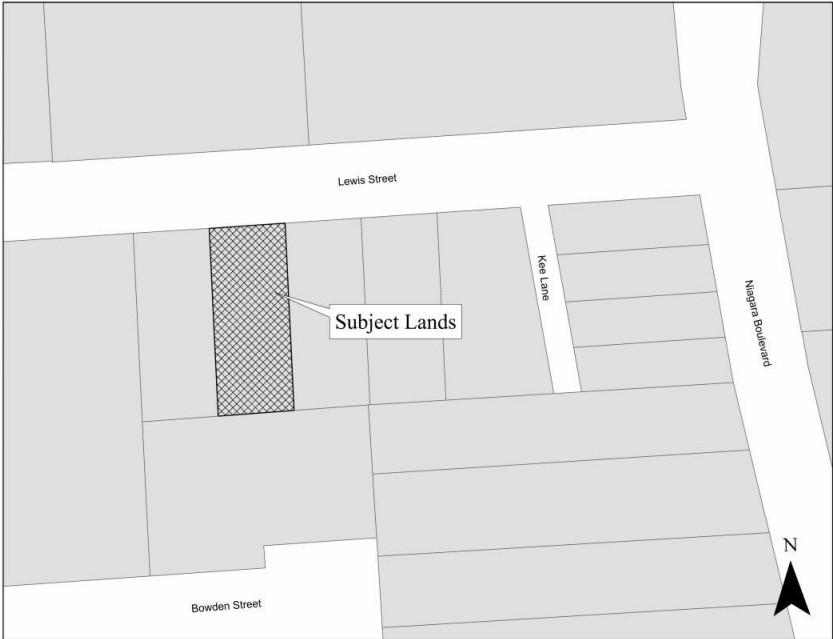 Lewis Street
Kee Lane
Niagara Boulevard
Subject Lands
N
Bowden Street